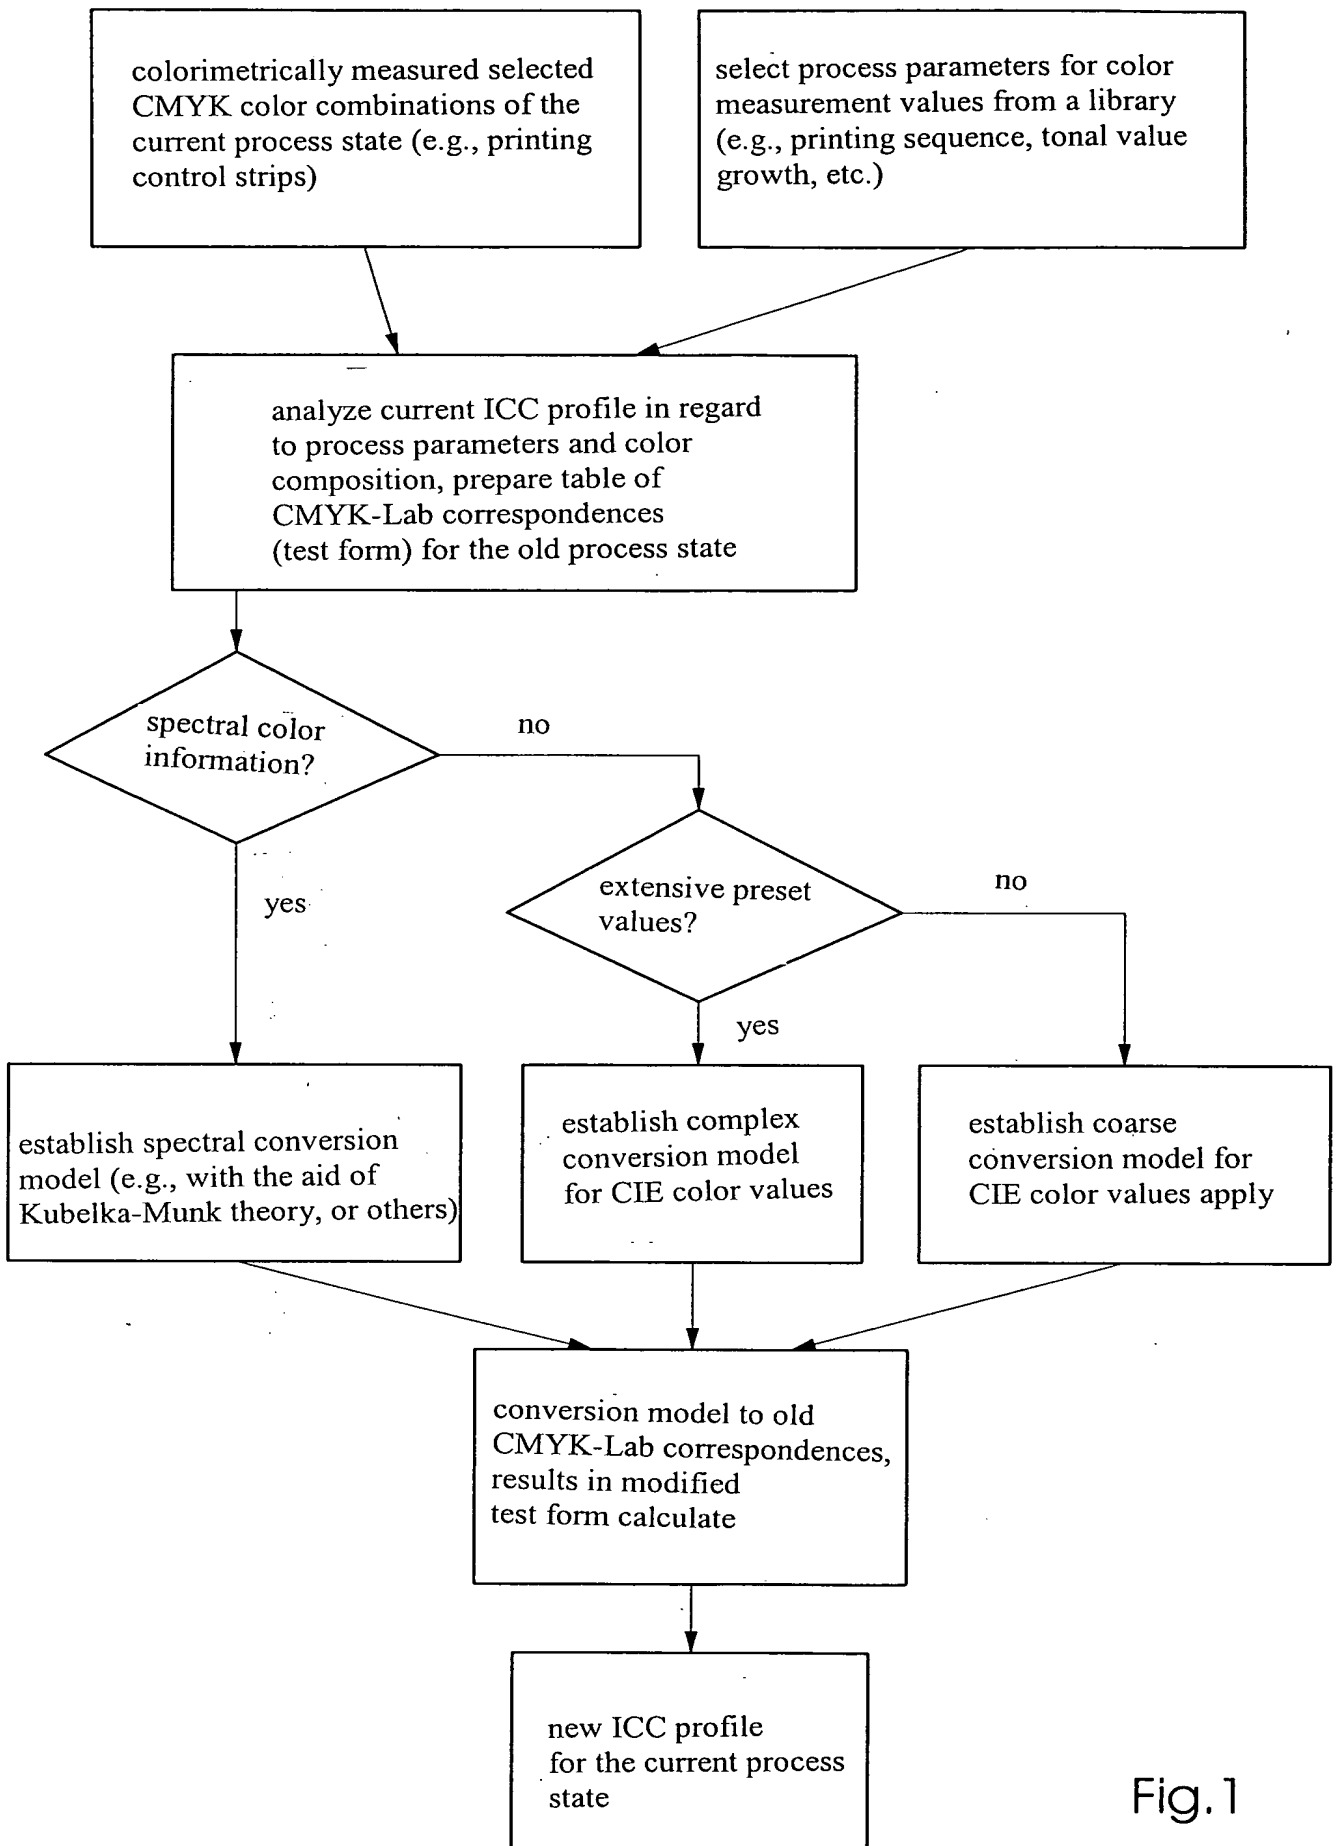 colorimetrically measured selected
CMYK color combinations of the
current process state (e.g., printing
control strips)
select process parameters for color
measurement values from a library
(e.g., printing sequence, tonal value
growth, etc.)
analyze current ICC profile in regard
to process parameters and color
composition, prepare table of
CMYK-Lab correspondences
(test form) for the old process state
spectral color
information?
no
yes
extensive preset
values?
no
yes
establish spectral conversion
model (e.g., with the aid of
Kubelka-Munk theory, or others)
establish complex
conversion model
for CIE color values
establish coarse
conversion model for
CIE color values apply
conversion model to old
CMYK-Lab correspondences,
results in modified
test form calculate
new ICC profile
for the current process
state
Fig.1